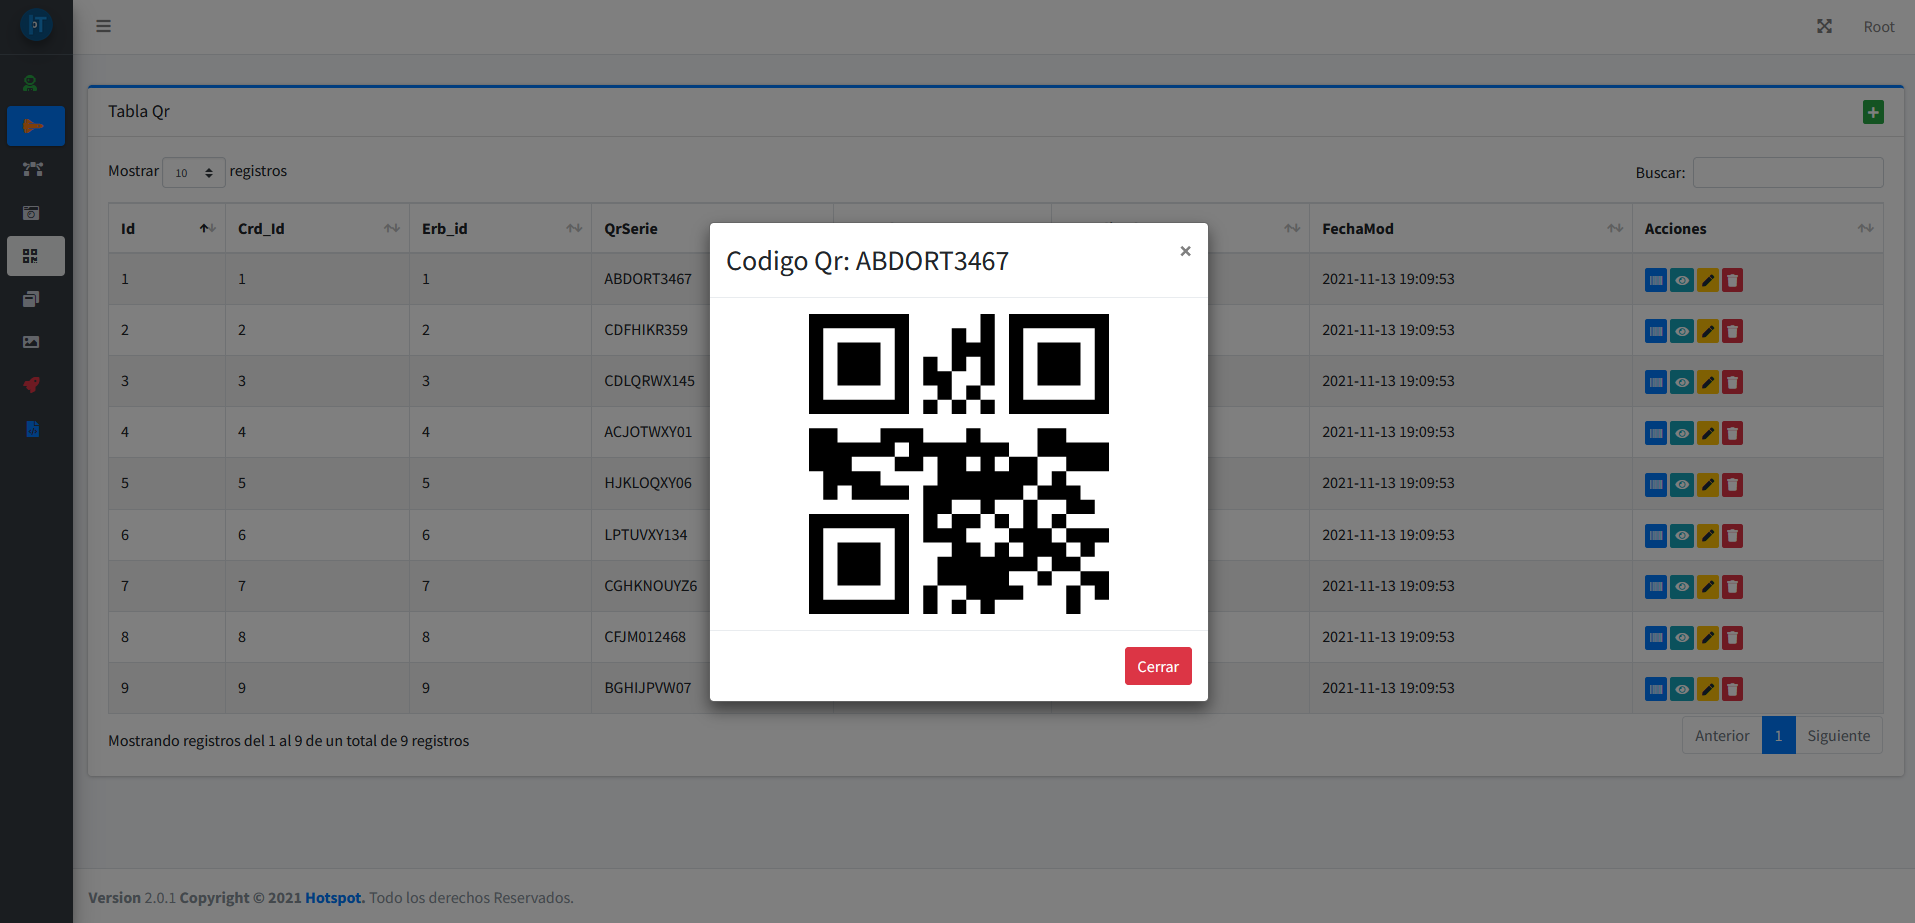 Root
Tabla Qr
Mostrar 10 registros
Buscar:
Id Crd_Id Erb_id QrSerie FechaMod Acciones
1 1 1 ABDORT3467 2021-11-13 19:09:53
2 2 2 CDFHIKR359 2021-11-13 19:09:53
3 3 3 CDLQRWX145 2021-11-13 19:09:53
4 4 4 ACJOTWXY01 2021-11-13 19:09:53
5 5 5 HJKLOQXY06 2021-11-13 19:09:53
6 6 6 LPTUVXY134 2021-11-13 19:09:53
7 7 7 CGHKNOUYZ6 2021-11-13 19:09:53
8 8 8 CFJM012468 2021-11-13 19:09:53
9 9 9 BGHIJPVW07 2021-11-13 19:09:53
Codigo Qr: ABDORT3467
×
Cerrar
Mostrando registros del 1 al 9 de un total de 9 registros
Anterior 1 Siguiente
Version 2.0.1 Copyright © 2021 Hotspot. Todo los derechos Reservados.